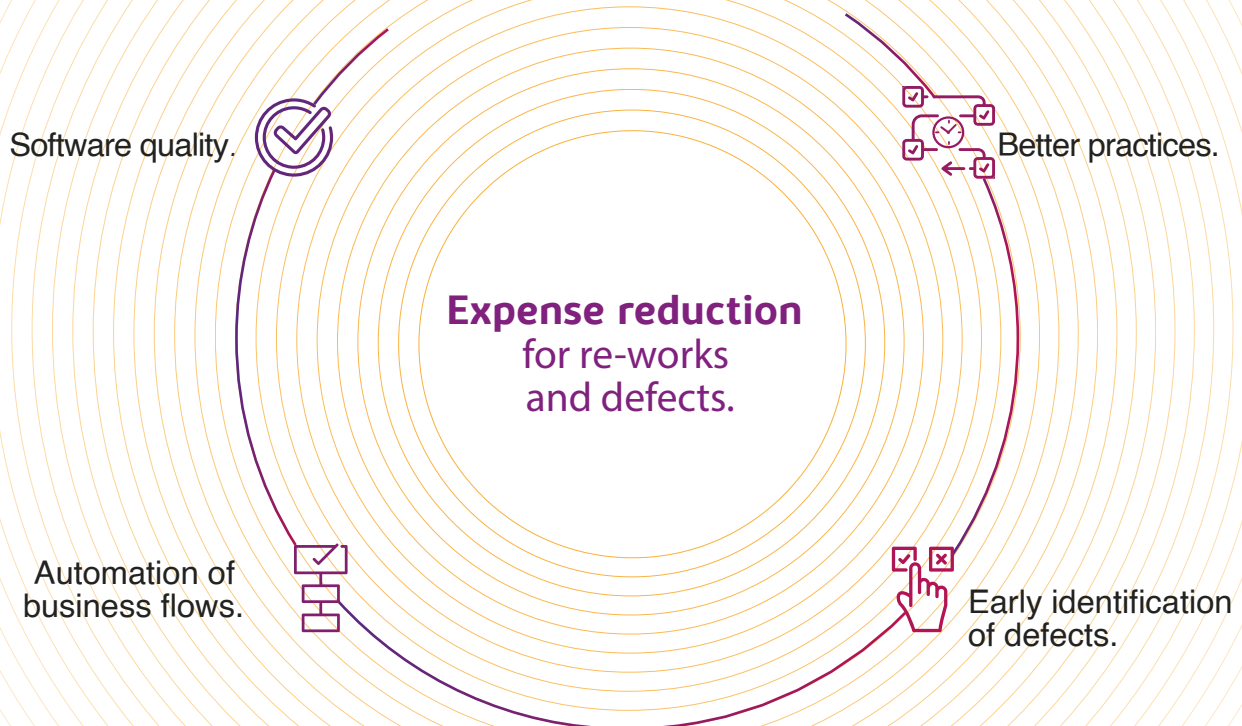 Software quality.
Better practices.
Expense reduction
for re-works
and defects.
Automation of
business flows.
Early identification
of defects.